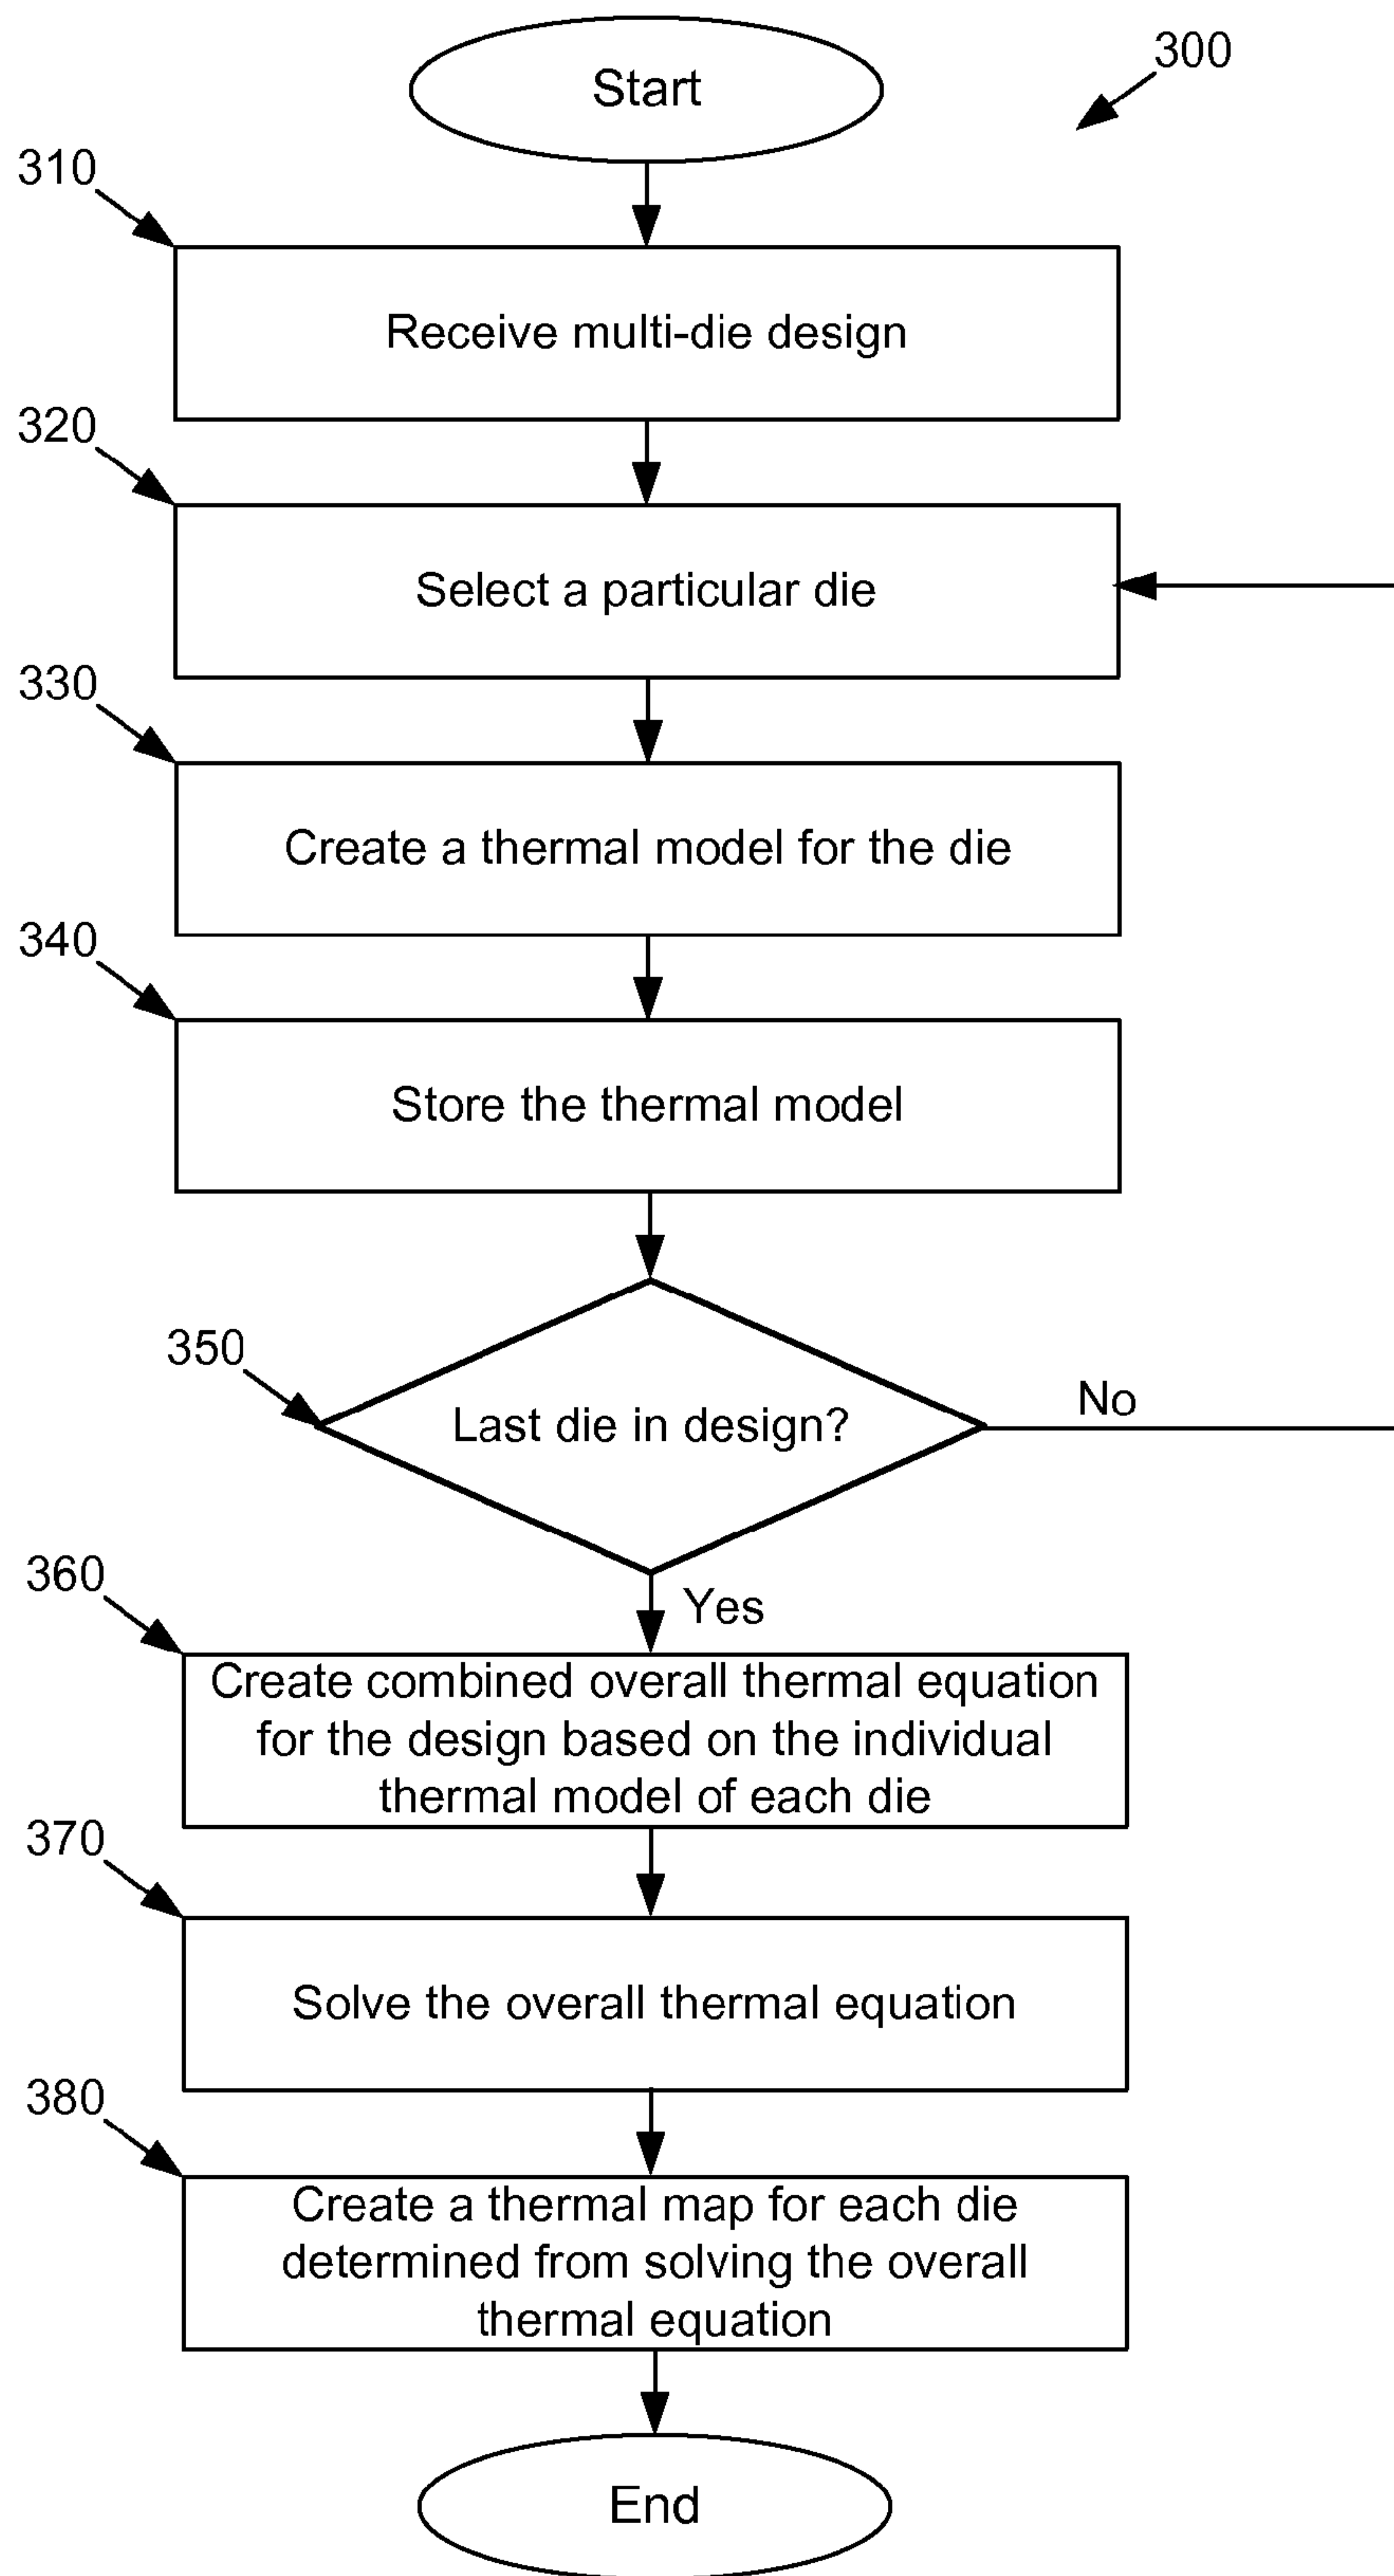 Start
300
310
Receive multi-die design
320
Select a particular die
330
Create a thermal model for the die
340
Store the thermal model
350
Last die in design?
No
Yes
360
Create combined overall thermal equation
for the design based on the individual
thermal model of each die
370
Solve the overall thermal equation
380
Create a thermal map for each die
determined from solving the overall
thermal equation
End